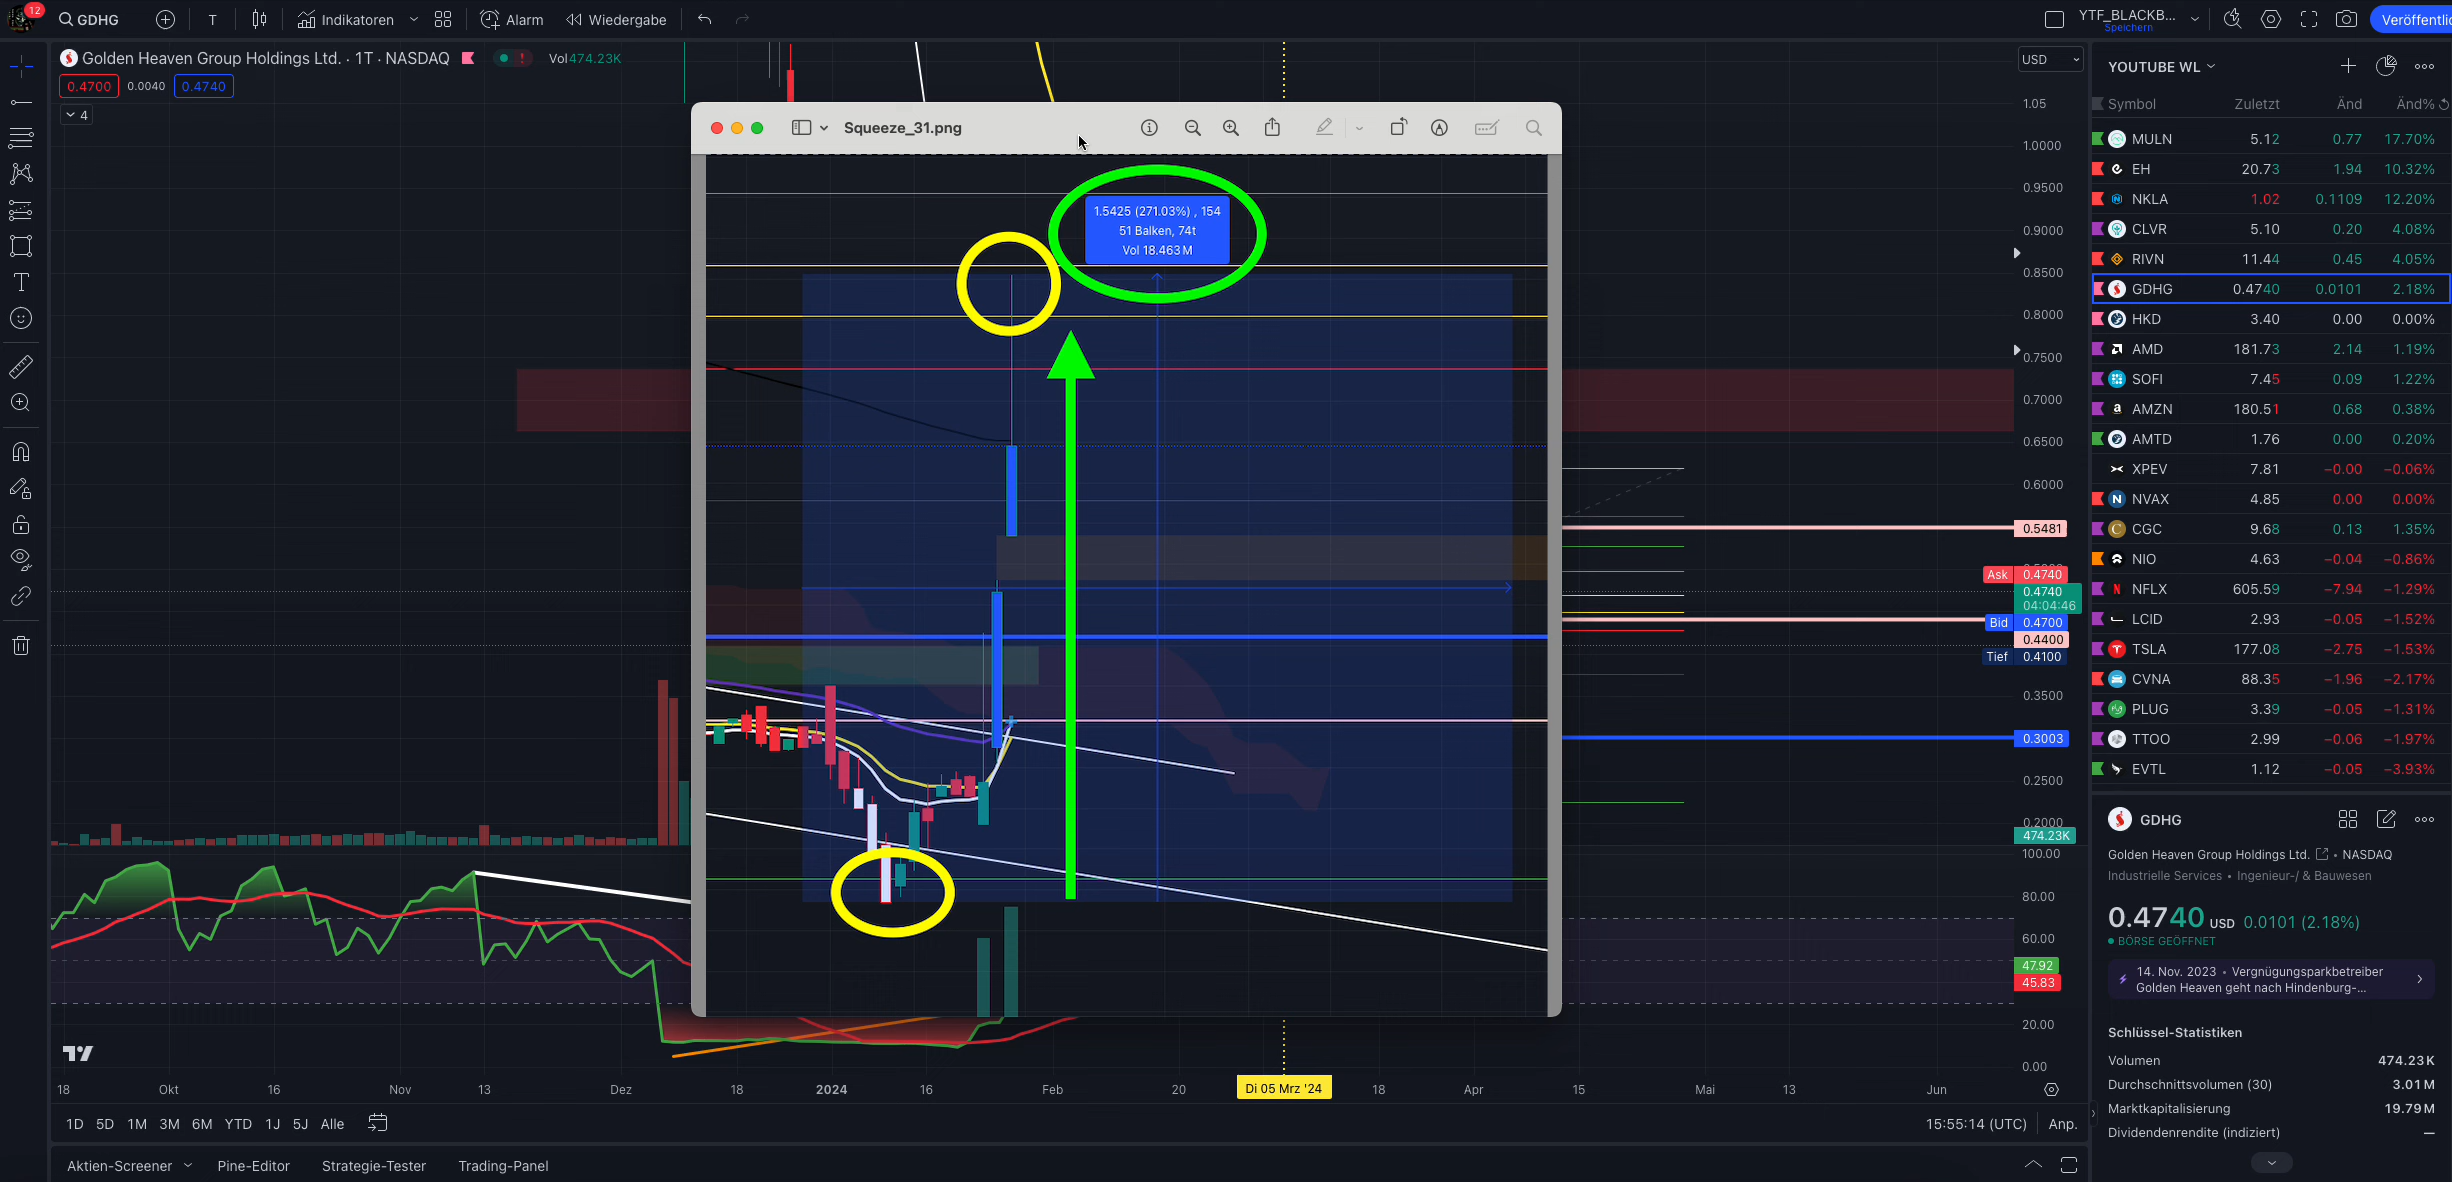 12
GDHG
T
Indikatoren
Alarm
Wiedergabe
YTF_BLACKB...
Speichern
Veröffentlic
Golden Heaven Group Holdings Ltd. · 1T · NASDAQ
Vol 474.23K
0.4700 0.0040 0.4740
4
USD
Squeeze_31.png
1.5425 (271.03%) , 154
51 Balken, 74t
Vol 18.463 M
1.05
1.0000
0.9500
0.9000
0.8500
0.8000
0.7500
0.7000
0.6500
0.6000
0.5481
Ask 0.4740
0.4740
04:04:46
Bid 0.4700
0.4400
Tief 0.4100
0.3500
0.3003
0.2500
0.2000
474.23K
100.00
80.00
60.00
47.92
45.83
20.00
0.00
18 Okt 16 Nov 13 Dez 18 2024 16 Feb 20 Di 05 Mrz '24 18 Apr 15 Mai 13 Jun
1D 5D 1M 3M 6M YTD 1J 5J Alle
15:55:14 (UTC) Anp.
Aktien-Screener Pine-Editor Strategie-Tester Trading-Panel
YOUTUBE WL
Symbol Zuletzt Änd Änd%
MULN 5.12 0.77 17.70%
EH 20.73 1.94 10.32%
NKLA 1.02 0.1109 12.20%
CLVR 5.10 0.20 4.08%
RIVN 11.44 0.45 4.05%
GDHG 0.4740 0.0101 2.18%
HKD 3.40 0.00 0.00%
AMD 181.73 2.14 1.19%
SOFI 7.45 0.09 1.22%
AMZN 180.51 0.68 0.38%
AMTD 1.76 0.00 0.20%
XPEV 7.81 −0.00 −0.06%
NVAX 4.85 0.00 0.00%
CGC 9.68 0.13 1.35%
NIO 4.63 −0.04 −0.86%
NFLX 605.59 −7.94 −1.29%
LCID 2.93 −0.05 −1.52%
TSLA 177.08 −2.75 −1.53%
CVNA 88.35 −1.96 −2.17%
PLUG 3.39 −0.05 −1.31%
TTOO 2.99 −0.06 −1.97%
EVTL 1.12 −0.05 −3.93%
GDHG
Golden Heaven Group Holdings Ltd. • NASDAQ
Industrielle Services • Ingenieur-/ & Bauwesen
0.4740 USD 0.0101 (2.18%)
BÖRSE GEÖFFNET
14. Nov. 2023 • Vergnügungsparkbetreiber
Golden Heaven geht nach Hindenburg-...
Schlüssel-Statistiken
Volumen 474.23 K
Durchschnittsvolumen (30) 3.01 M
Marktkapitalisierung 19.79 M
Dividendenrendite (indiziert) —